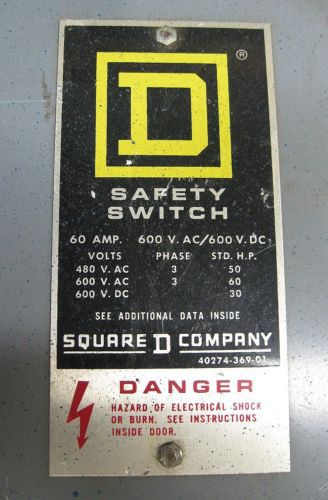 D ®
SAFETY
SWITCH
60 AMP. 600 V. AC/600 V. DC
VOLTS PHASE STD. H.P.
480 V. AC 3 50
600 V. AC 3 60
600 V. DC 30
SEE ADDITIONAL DATA INSIDE
SQUARE D COMPANY
40274-369-01
DANGER
HAZARD OF ELECTRICAL SHOCK
OR BURN. SEE INSTRUCTIONS
INSIDE DOOR.